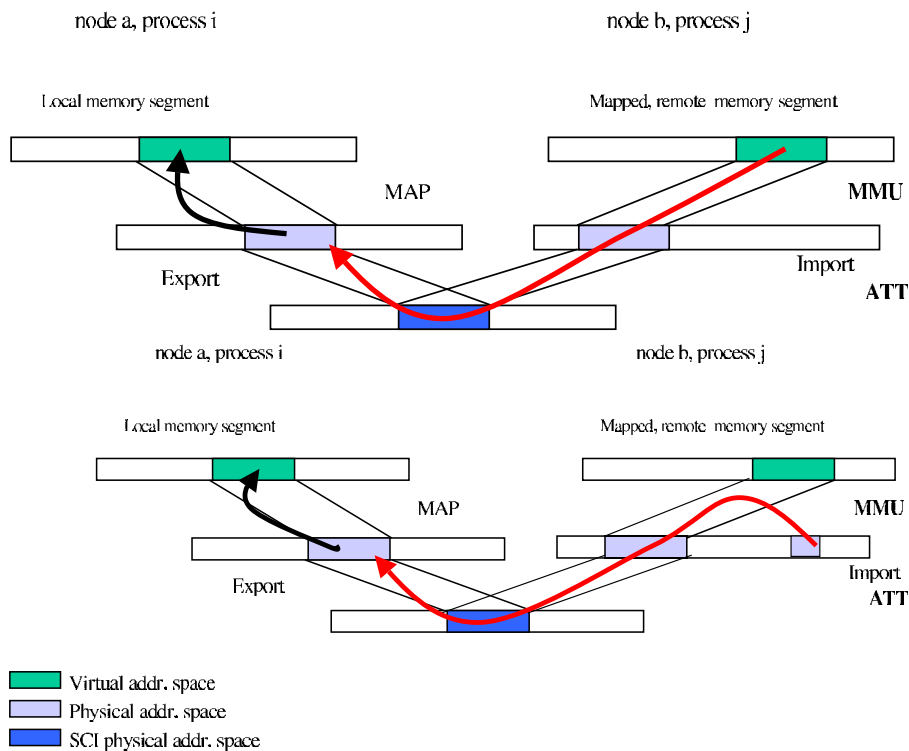 node a, process i
node b, process j
Local memory segment
Mapped, remote memory segment
MAP
MMU
Export
Import
ATT
node a, process i
node b, process j
Local memory segment
Mapped, remote memory segment
MAP
MMU
Export
Import
ATT
Virtual addr. space
Physical addr. space
SCI physical addr. space